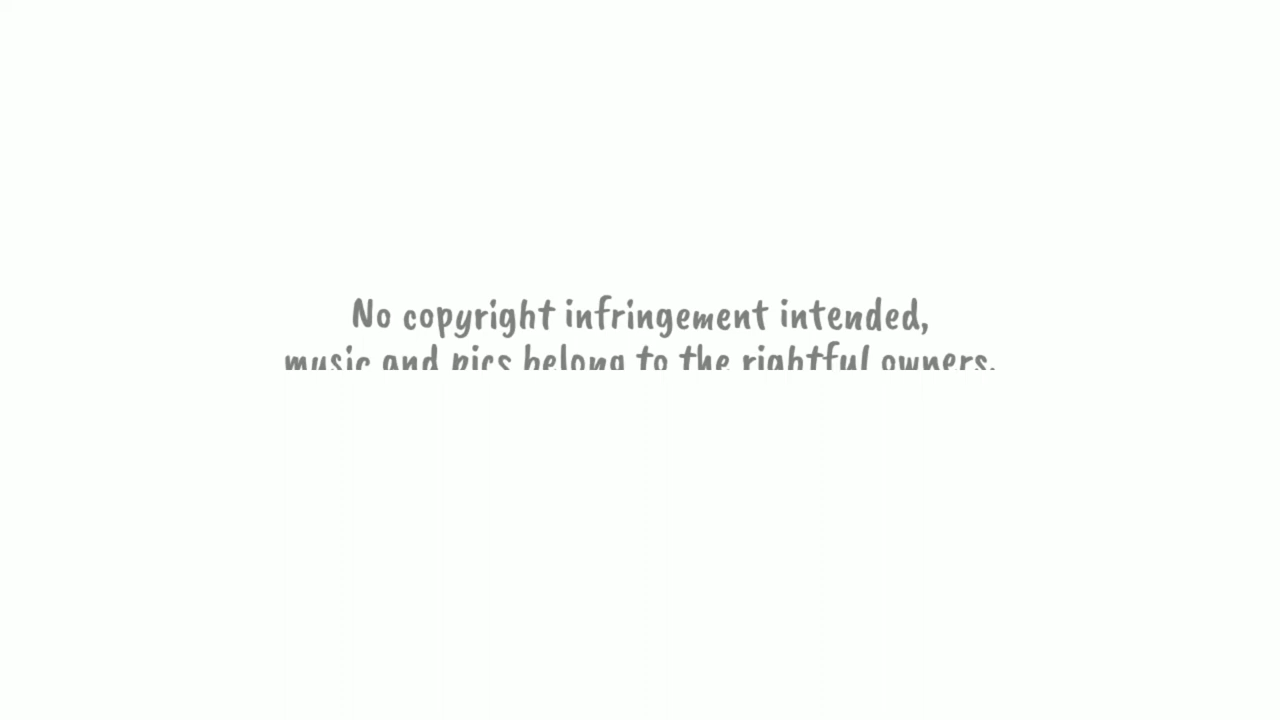 No copyright infringement intended,
music and pics belong to the rightful owners.